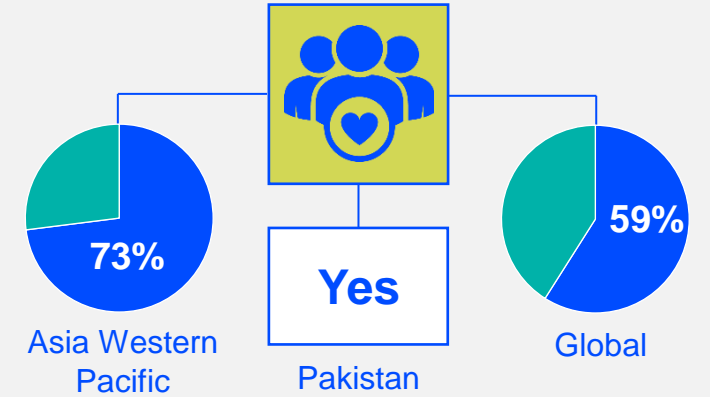 73%
Asia Western
Pacific
Yes
Pakistan
59%
Global